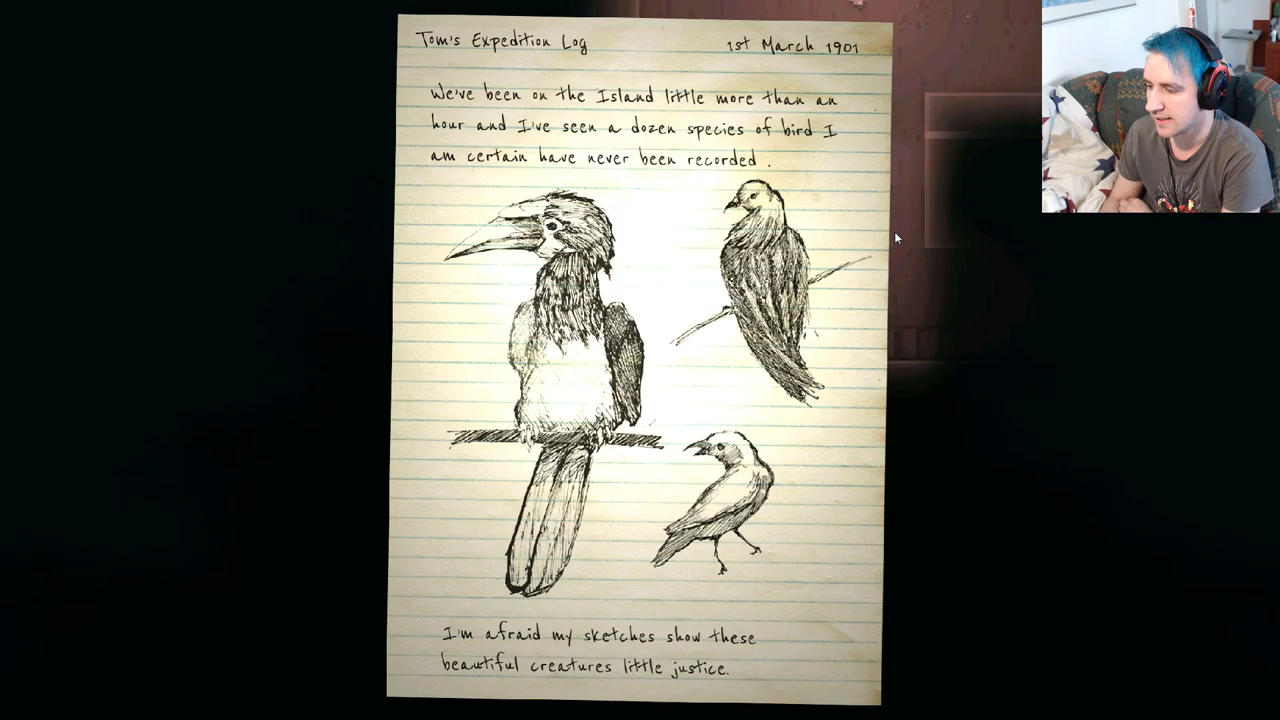 Tom's Expedition Log
1st March 1901
We've been on the Island little more than an
hour and I've seen a dozen species of bird I
am certain have never been recorded.
I'm afraid my sketches show these
beautiful creatures little justice.